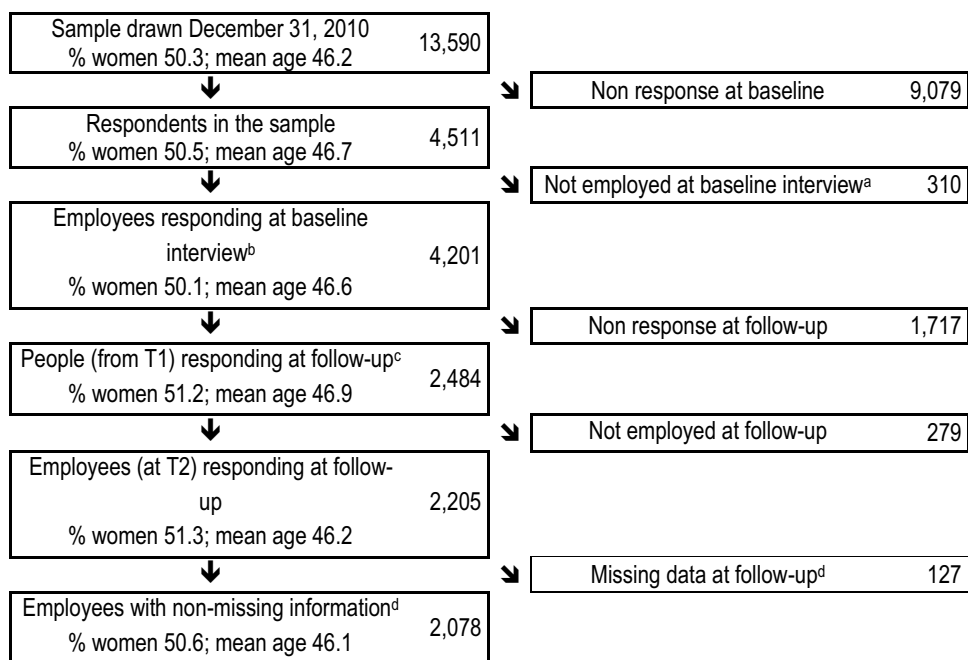 Sample drawn December 31, 2010
% women 50.3; mean age 46.2
13,590
Non response at baseline 9,079
Respondents in the sample
% women 50.5; mean age 46.7
4,511
Not employed at baseline interviewᵃ 310
Employees responding at baseline
interviewᵇ
% women 50.1; mean age 46.6
4,201
Non response at follow-up 1,717
People (from T1) responding at follow-upᶜ
% women 51.2; mean age 46.9
2,484
Not employed at follow-up 279
Employees (at T2) responding at follow-
up
% women 51.3; mean age 46.2
2,205
Missing data at follow-upᵈ 127
Employees with non-missing informationᵈ
% women 50.6; mean age 46.1
2,078